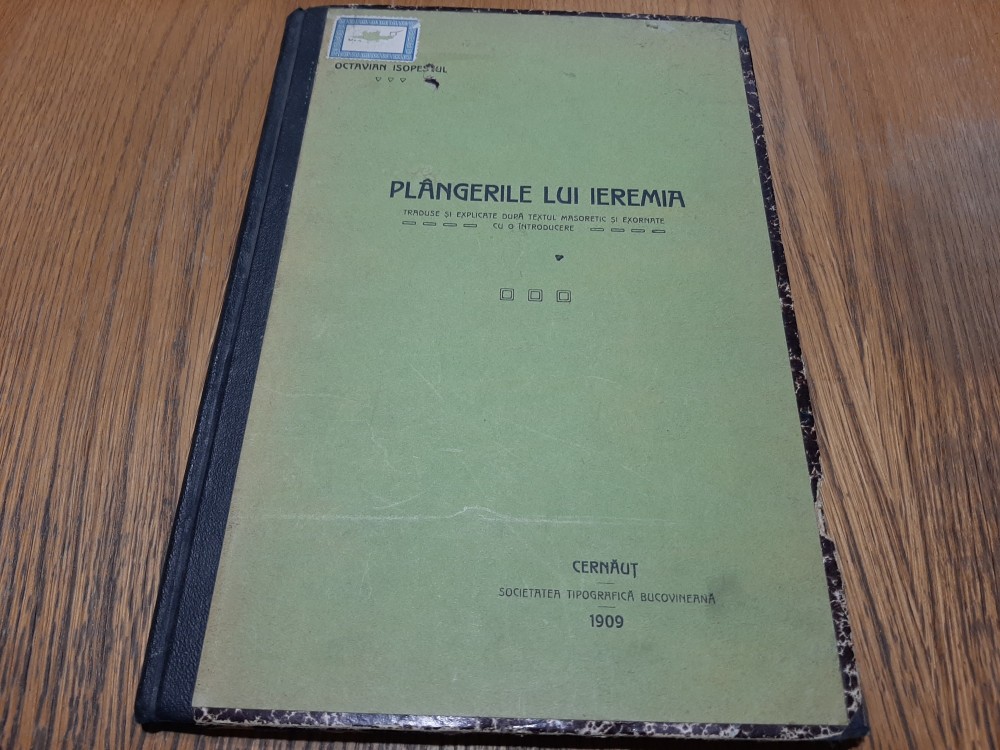 OCTAVIAN ISOPESCUL
PLÂNGERILE LUI IEREMIA
TRADUSE ȘI EXPLICATE DUPĂ TEXTUL MASORETIC ȘI EXORNATE
CU O ÎNTRODUCERE
CERNĂUȚ
SOCIETATEA TIPOGRAFICĂ BUCOVINEANĂ
1909